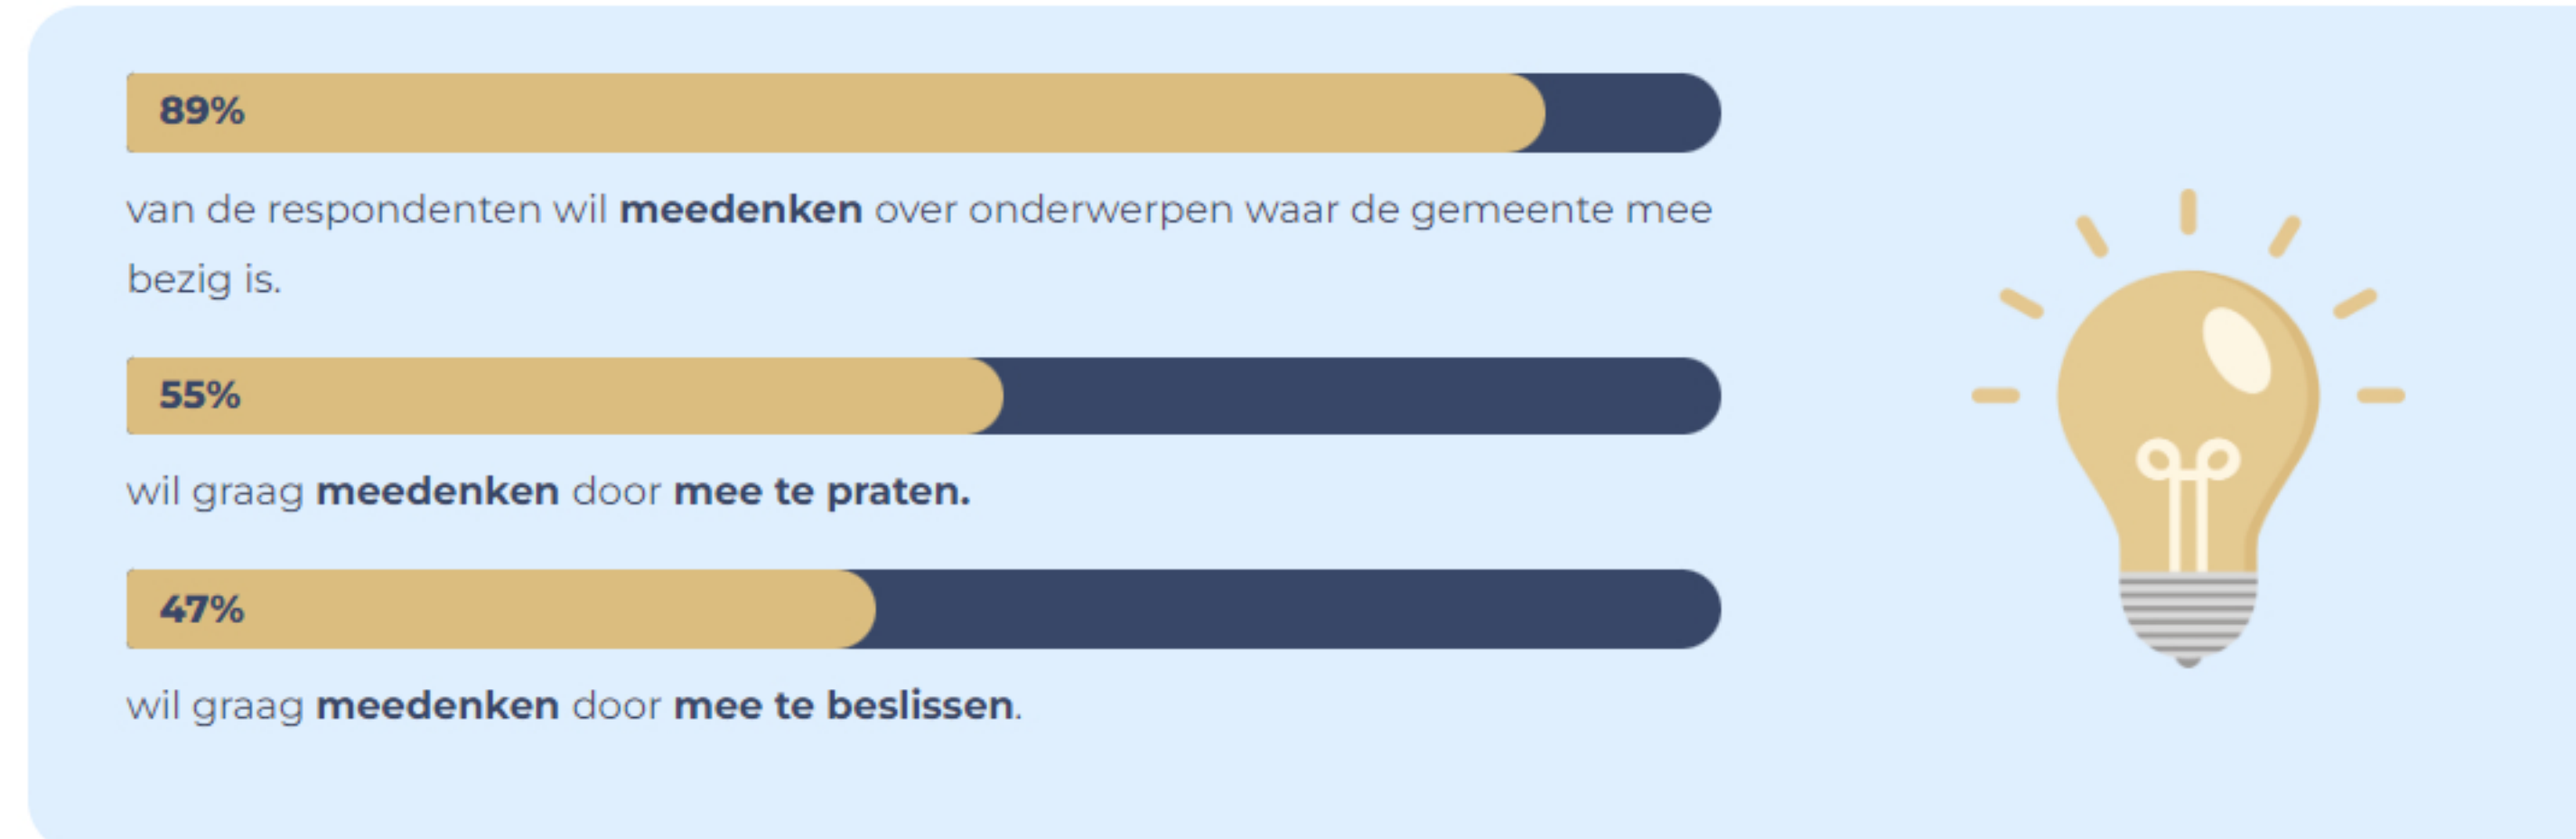 89%
van de respondenten wil meedenken over onderwerpen waar de gemeente mee
bezig is.
55%
wil graag meedenken door mee te praten.
47%
wil graag meedenken door mee te beslissen.